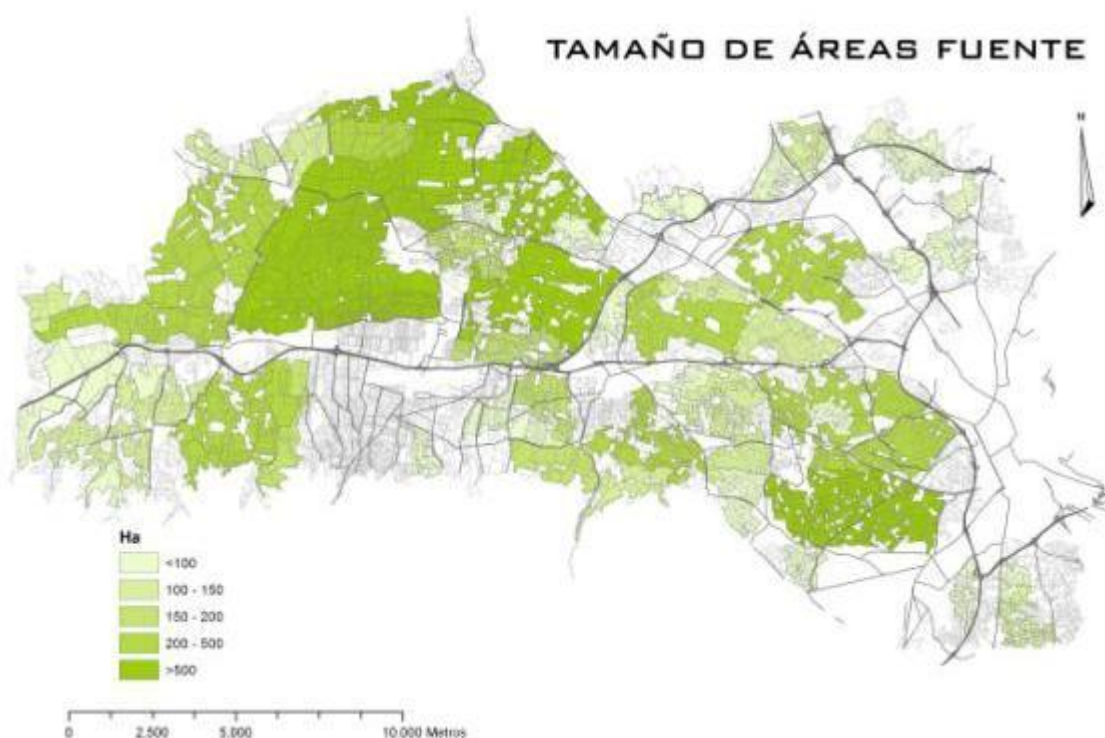 TAMAÑO DE ÁREAS FUENTE
N
Ha
<100
100 - 150
150 - 200
200 - 500
>500
0 2.500 5.000 10.000 Metros